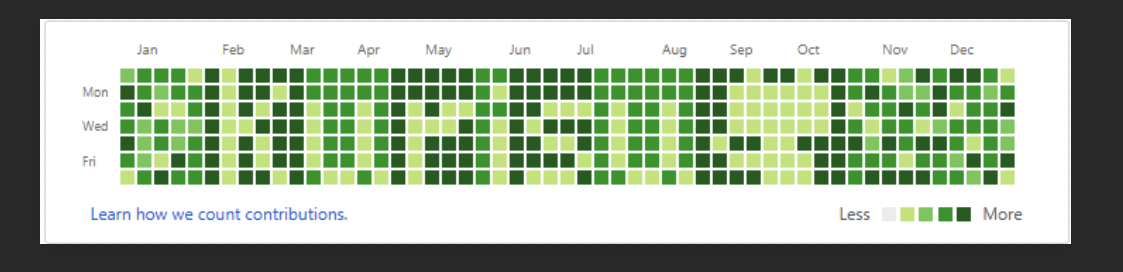 Jan Feb Mar Apr May Jun Jul Aug Sep Oct Nov Dec
Mon
Wed
Fri
Learn how we count contributions. Less More